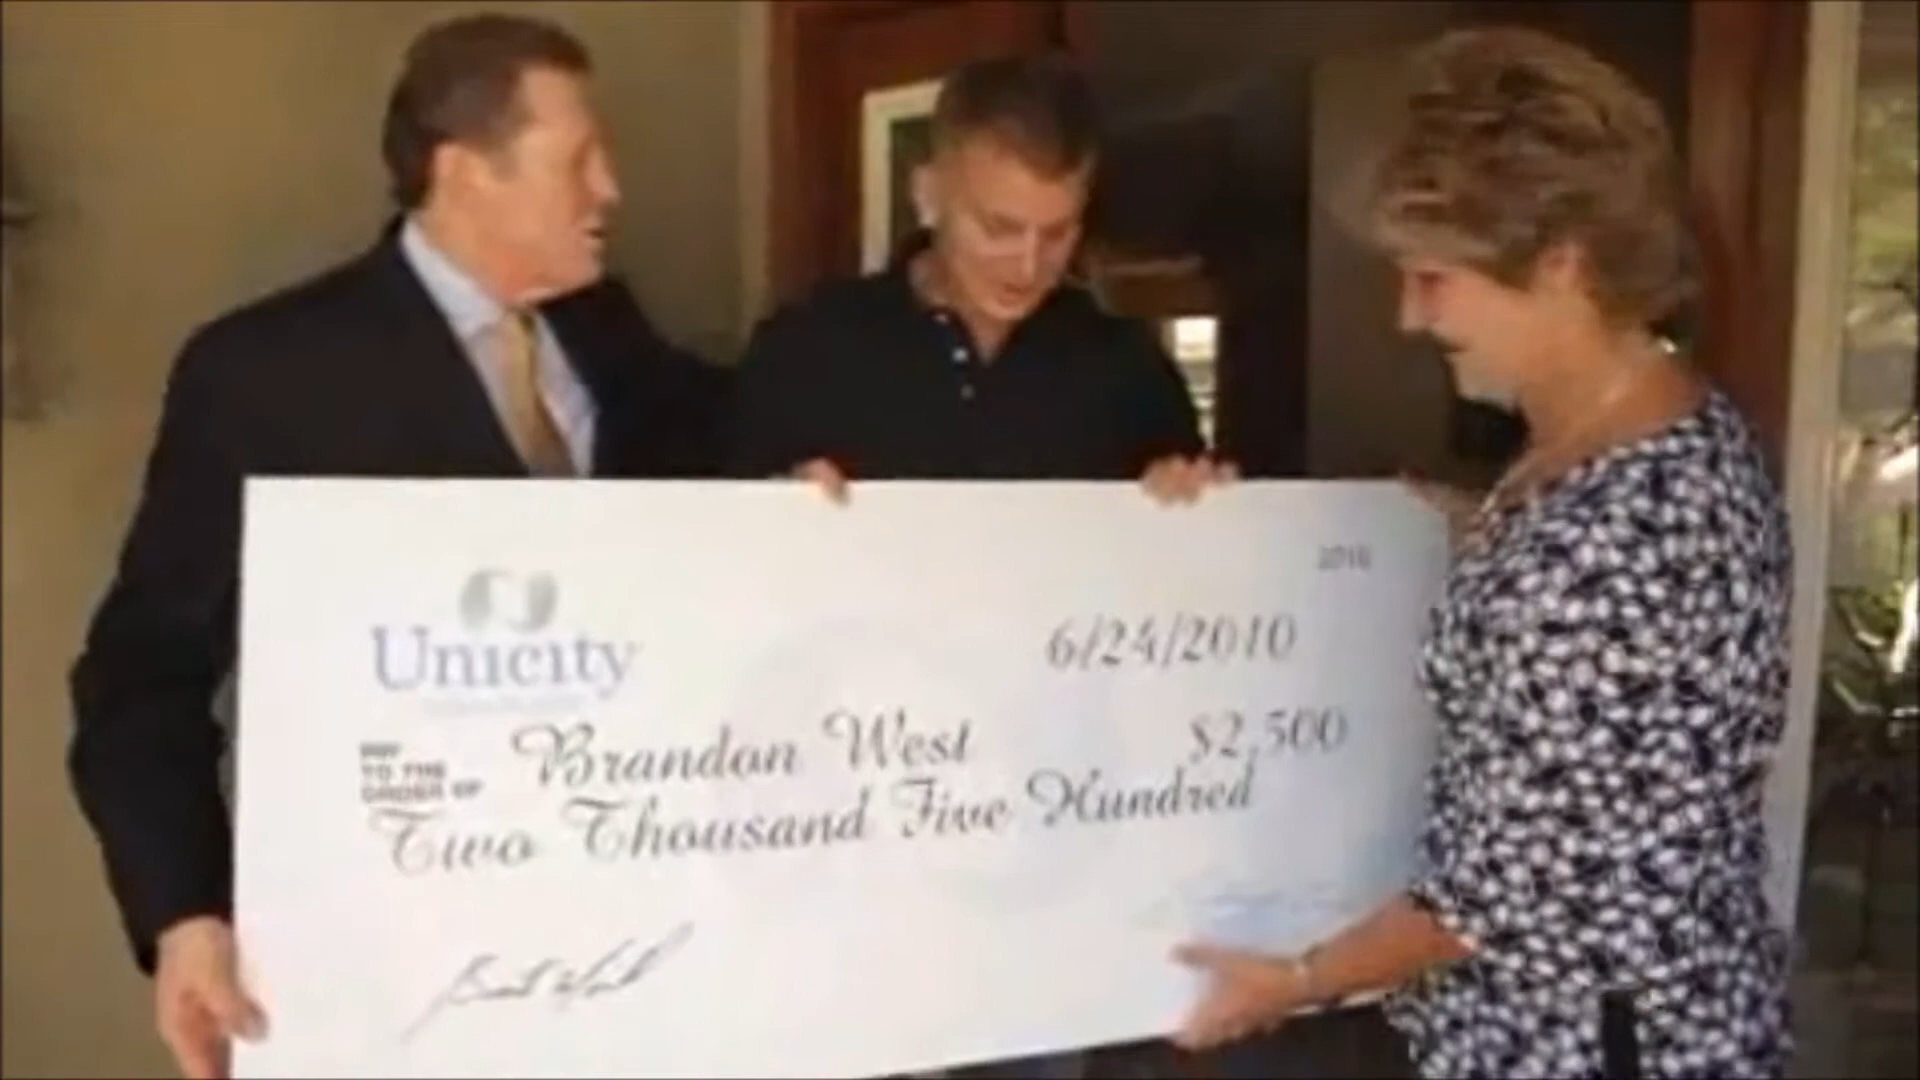 2010
Unicity
6/24/2010
PAY
TO THE
ORDER OF
Brandon West
$2,500
Two Thousand Five Hundred